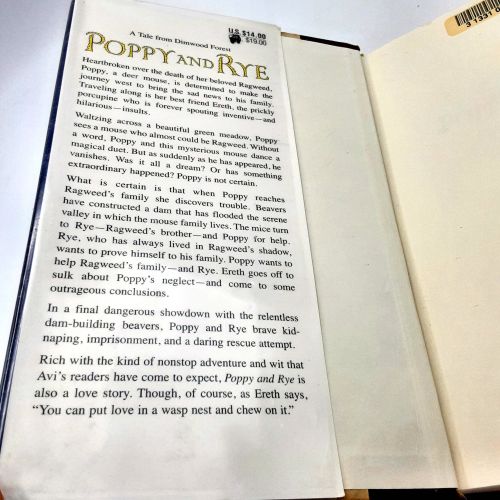 U.S. $14.00
$19.00
A Tale from Dimwood Forest
POPPY AND RYE
Heartbroken over the death of her beloved Ragweed,
Poppy, a deer mouse, is determined to make the
journey west to bring the sad news to his family.
Traveling along is her best friend Ereth, the prickly
porcupine who is forever spouting inventive—and
hilarious—insults.
Waltzing across a beautiful green meadow, Poppy
sees a mouse who almost could be Ragweed. Without
a word, Poppy and this mysterious mouse dance a
magical duet. But as suddenly as he has appeared, he
vanishes. Was it all a dream? Or has something
extraordinary happened? Poppy is not certain.
What is certain is that when Poppy reaches
Ragweed's family she discovers trouble. Beavers
have constructed a dam that has flooded the serene
valley in which the mouse family lives. The mice turn
to Rye—Ragweed's brother—and Poppy for help.
Rye, who has always lived in Ragweed's shadow,
wants to prove himself to his family. Poppy wants to
help Ragweed's family—and Rye. Ereth goes off to
sulk about Poppy's neglect—and come to some
outrageous conclusions.
In a final dangerous showdown with the relentless
dam-building beavers, Poppy and Rye brave kid-
naping, imprisonment, and a daring rescue attempt.
Rich with the kind of nonstop adventure and wit that
Avi's readers have come to expect, Poppy and Rye is
also a love story. Though, of course, as Ereth says,
"You can put love in a wasp nest and chew on it."